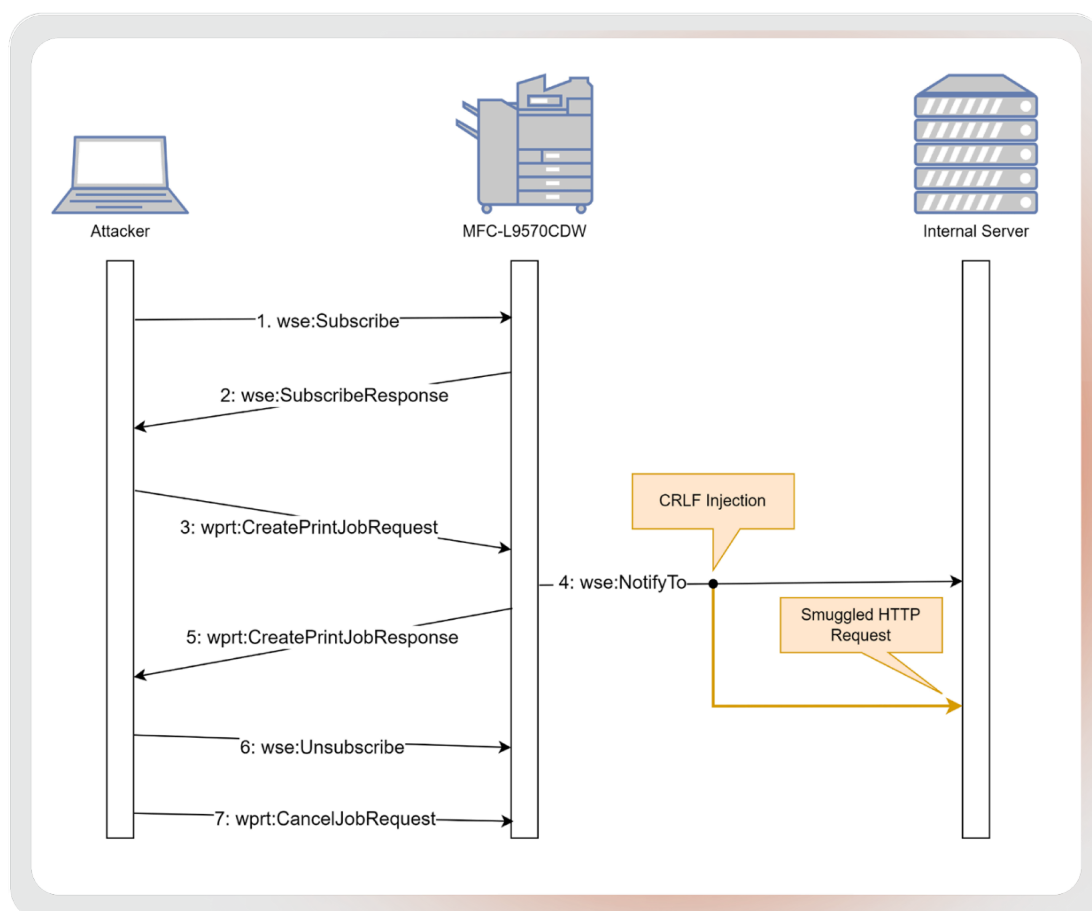 Attacker
MFC-L9570CDW
Internal Server
1. wse:Subscribe
2: wse:SubscribeResponse
CRLF Injection
3: wprt:CreatePrintJobRequest
4: wse:NotifyTo
Smuggled HTTP
Request
5: wprt:CreatePrintJobResponse
6: wse:Unsubscribe
7: wprt:CancelJobRequest